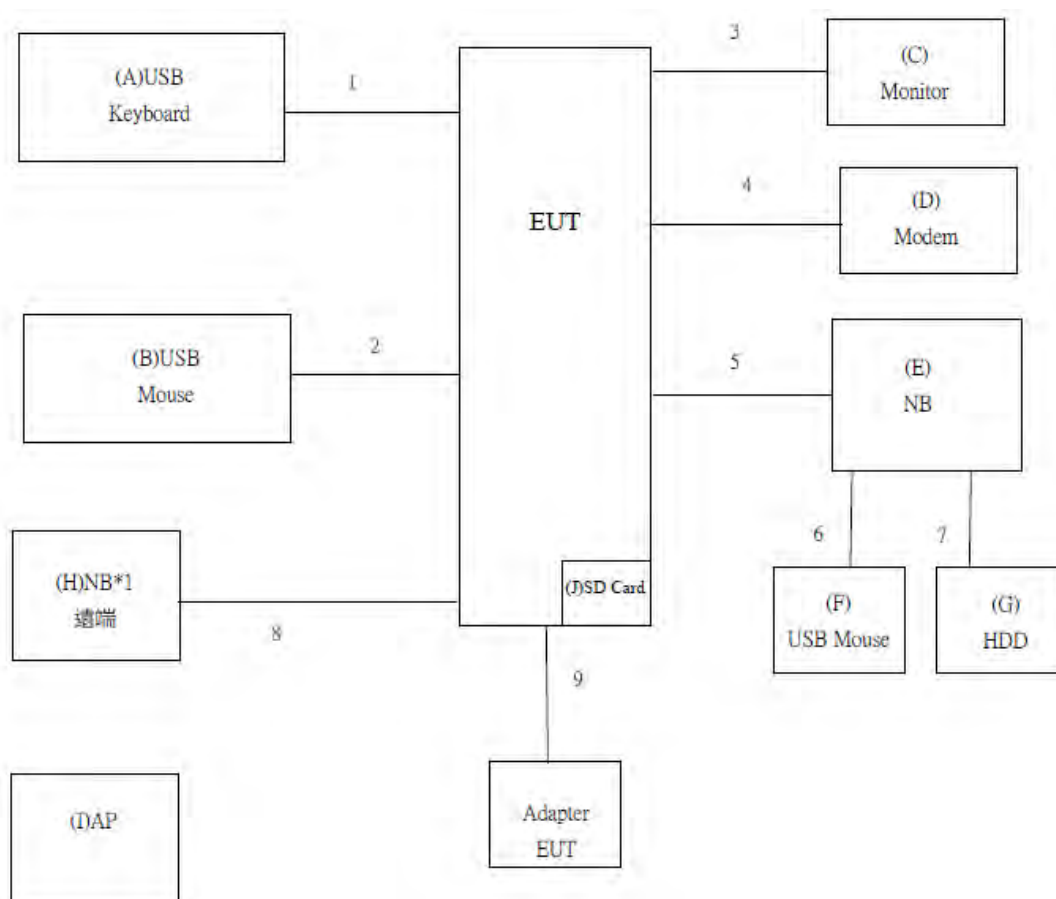 (A)USB
Keyboard
1
EUT
3
(C)
Monitor
4
(D)
Modem
(B)USB
Mouse
2
5
(E)
NB
6
7
(F)
USB Mouse
(G)
HDD
(H)NB*1
遠端
8
(J)SD Card
9
Adapter
EUT
(I)AP